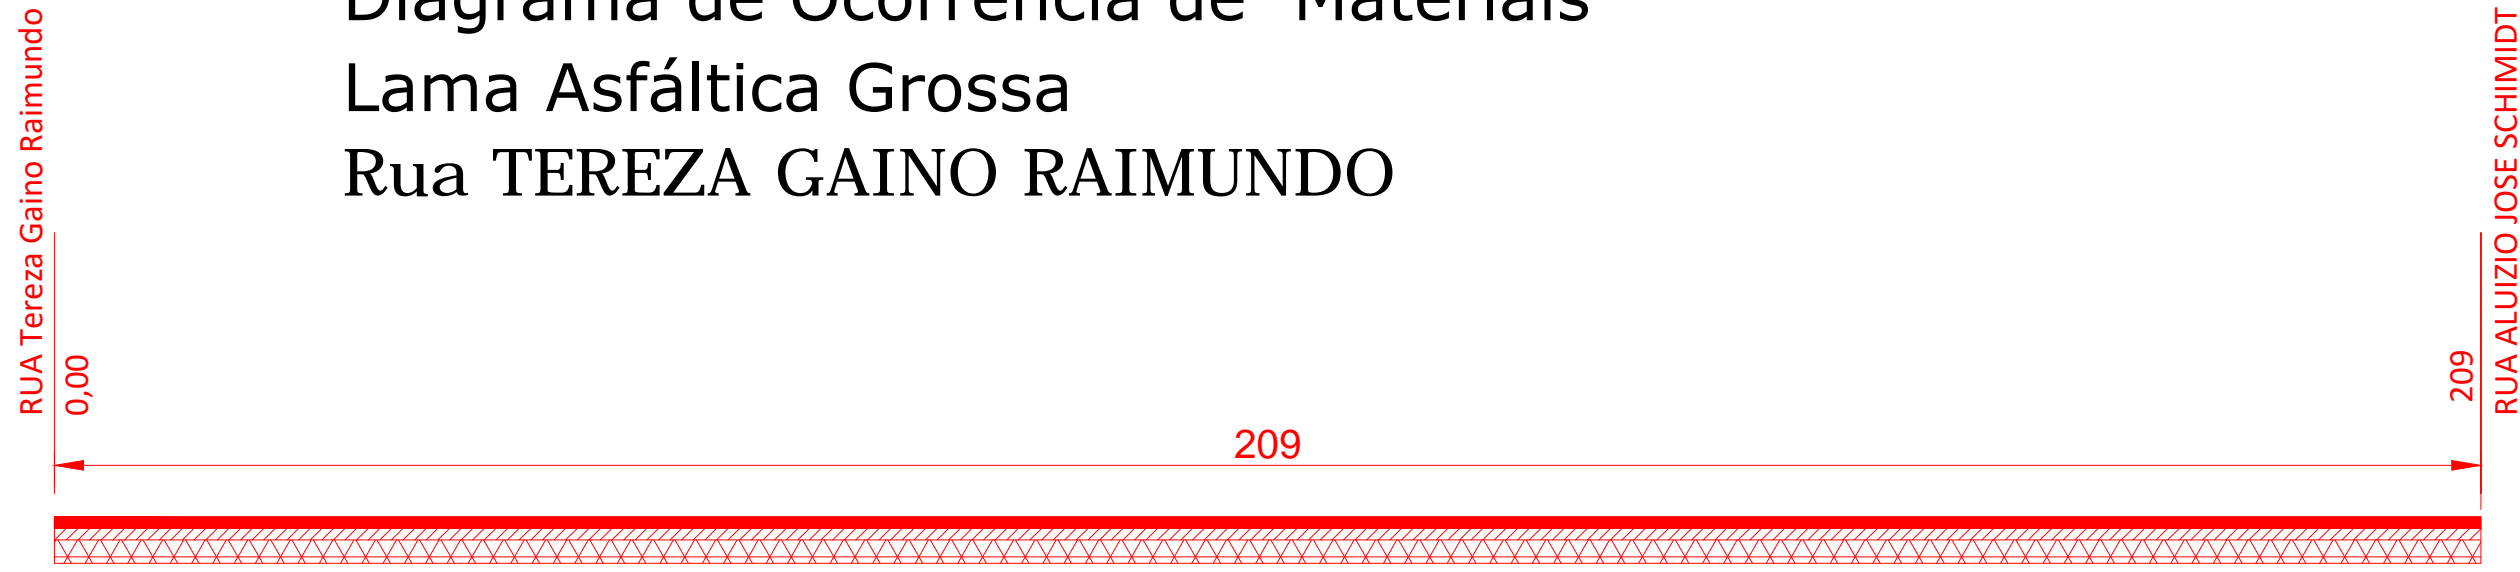 Diagrama de Ocorrência de Materiais
Lama Asfáltica Grossa
Rua TEREZA GAINO RAIMUNDO
RUA Tereza Gaino Raimundo
0,00
209
209
RUA ALUIZIO JOSE SSCHIMIDT